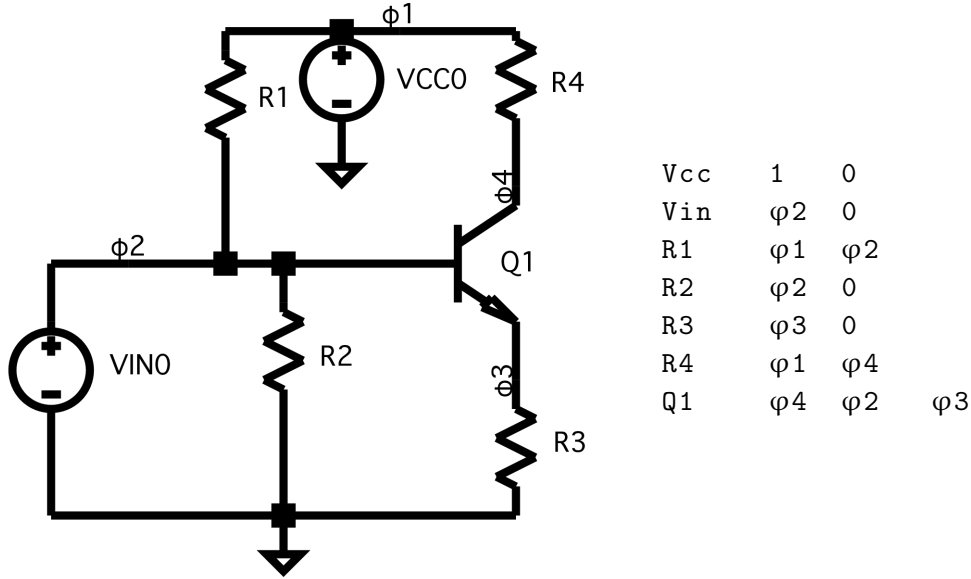 ϕ1
R1
VCC0
R4
ϕ4
ϕ2
Q1
VIN0
R2
ϕ3
R3
Vcc 1 0
Vin φ2 0
R1 φ1 φ2
R2 φ2 0
R3 φ3 0
R4 φ1 φ4
Q1 φ4 φ2 φ3